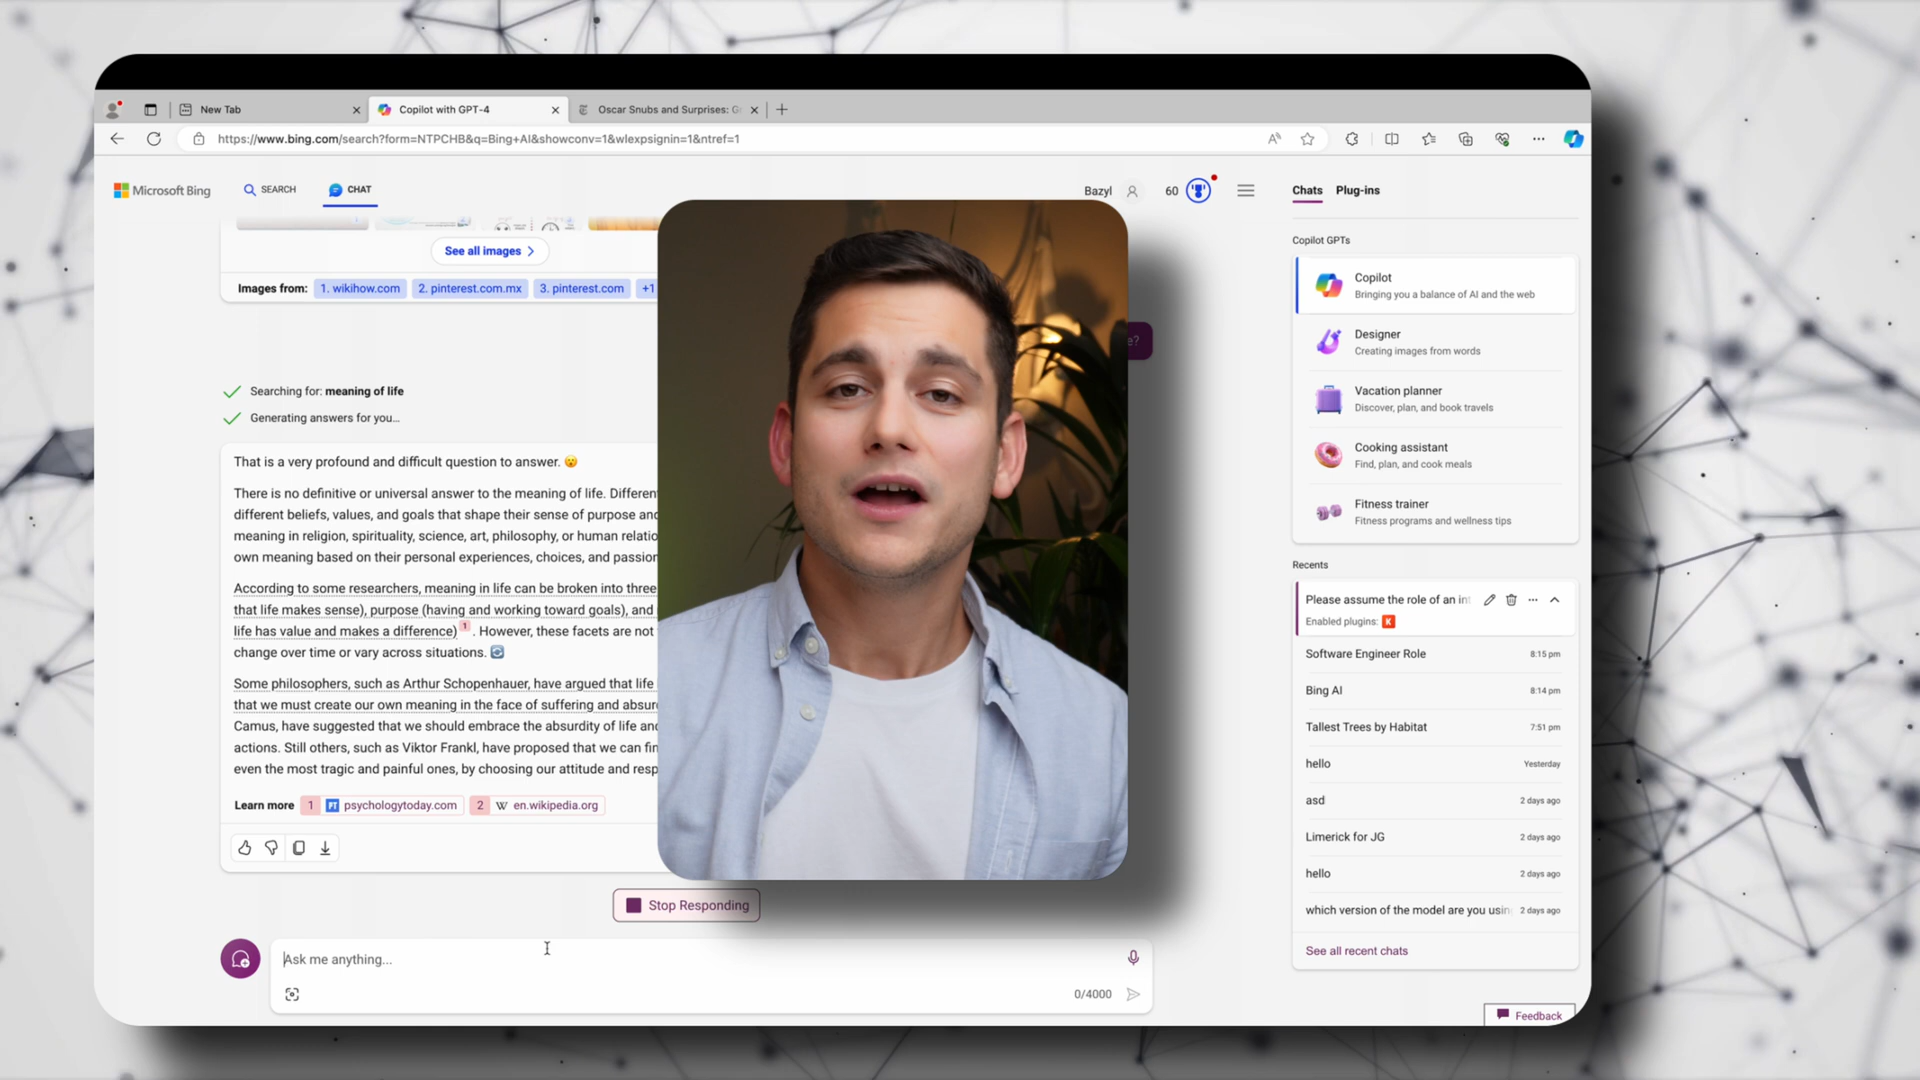 New Tab
Copilot with GPT-4
Oscar Snubs and Surprises:
https://www.bing.com/search?form=NTPCHB&q=Bing+AI&showconv=1&wlexpsignin=1&ntref=1
Microsoft Bing
SEARCH
CHAT
Bazyl
60
Chats
Plug-ins
See all images
Images from:
1. wikihow.com
2. pinterest.com.mx
3. pinterest.com
+1
e?
Searching for: meaning of life
Generating answers for you...
That is a very profound and difficult question to answer. 😮
There is no definitive or universal answer to the meaning of life. Differen
different beliefs, values, and goals that shape their sense of purpose and
meaning in religion, spirituality, science, art, philosophy, or human relatio
own meaning based on their personal experiences, choices, and passion
According to some researchers, meaning in life can be broken into three
that life makes sense), purpose (having and working toward goals), and
life has value and makes a difference) 1 . However, these facets are not
change over time or vary across situations. 🔄
Some philosophers, such as Arthur Schopenhauer, have argued that life
that we must create our own meaning in the face of suffering and absur
Camus, have suggested that we should embrace the absurdity of life and
actions. Still others, such as Viktor Frankl, have proposed that we can fin
even the most tragic and painful ones, by choosing our attitude and resp
Learn more 1 psychologytoday.com 2 W en.wikipedia.org
Stop Responding
Ask me anything...
0/4000
Copilot GPTs
Copilot
Bringing you a balance of AI and the web
Designer
Creating images from words
Vacation planner
Discover, plan, and book travels
Cooking assistant
Find, plan, and cook meals
Fitness trainer
Fitness programs and wellness tips
Recents
Please assume the role of an int
Enabled plugins: K
Software Engineer Role 8:15 pm
Bing AI 8:14 pm
Tallest Trees by Habitat 7:51 pm
hello Yesterday
asd 2 days ago
Limerick for JG 2 days ago
hello 2 days ago
which version of the model are you usin 2 days ago
See all recent chats
Feedback